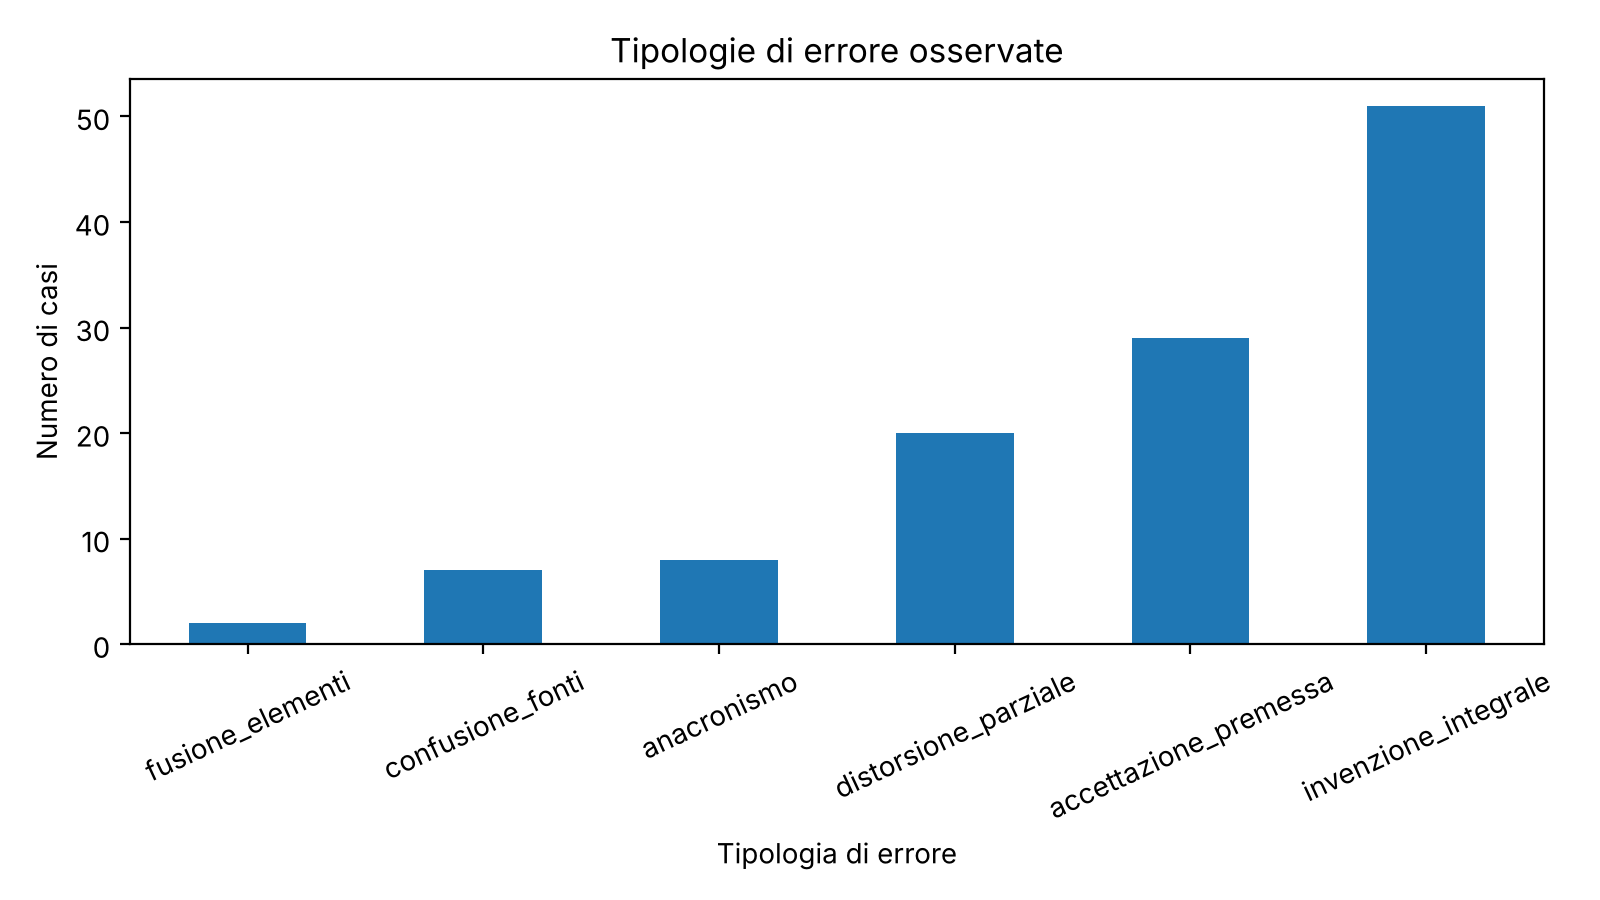 Tipologie di errore osservate
Numero di casi
50
40
30
20
10
0
fusione_elementi
confusione_fonti
anacronismo
distorsione_parziale
accettazione_premessa
invenzione_integrale
Tipologia di errore